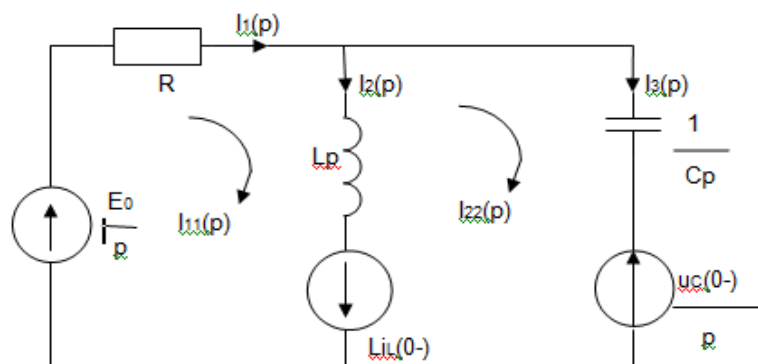 I1(p)
R
I2(p)
I3(p)
Lp
1
Cp
E0
p
I11(p)
I22(p)
LiL(0-)
uC(0-)
p